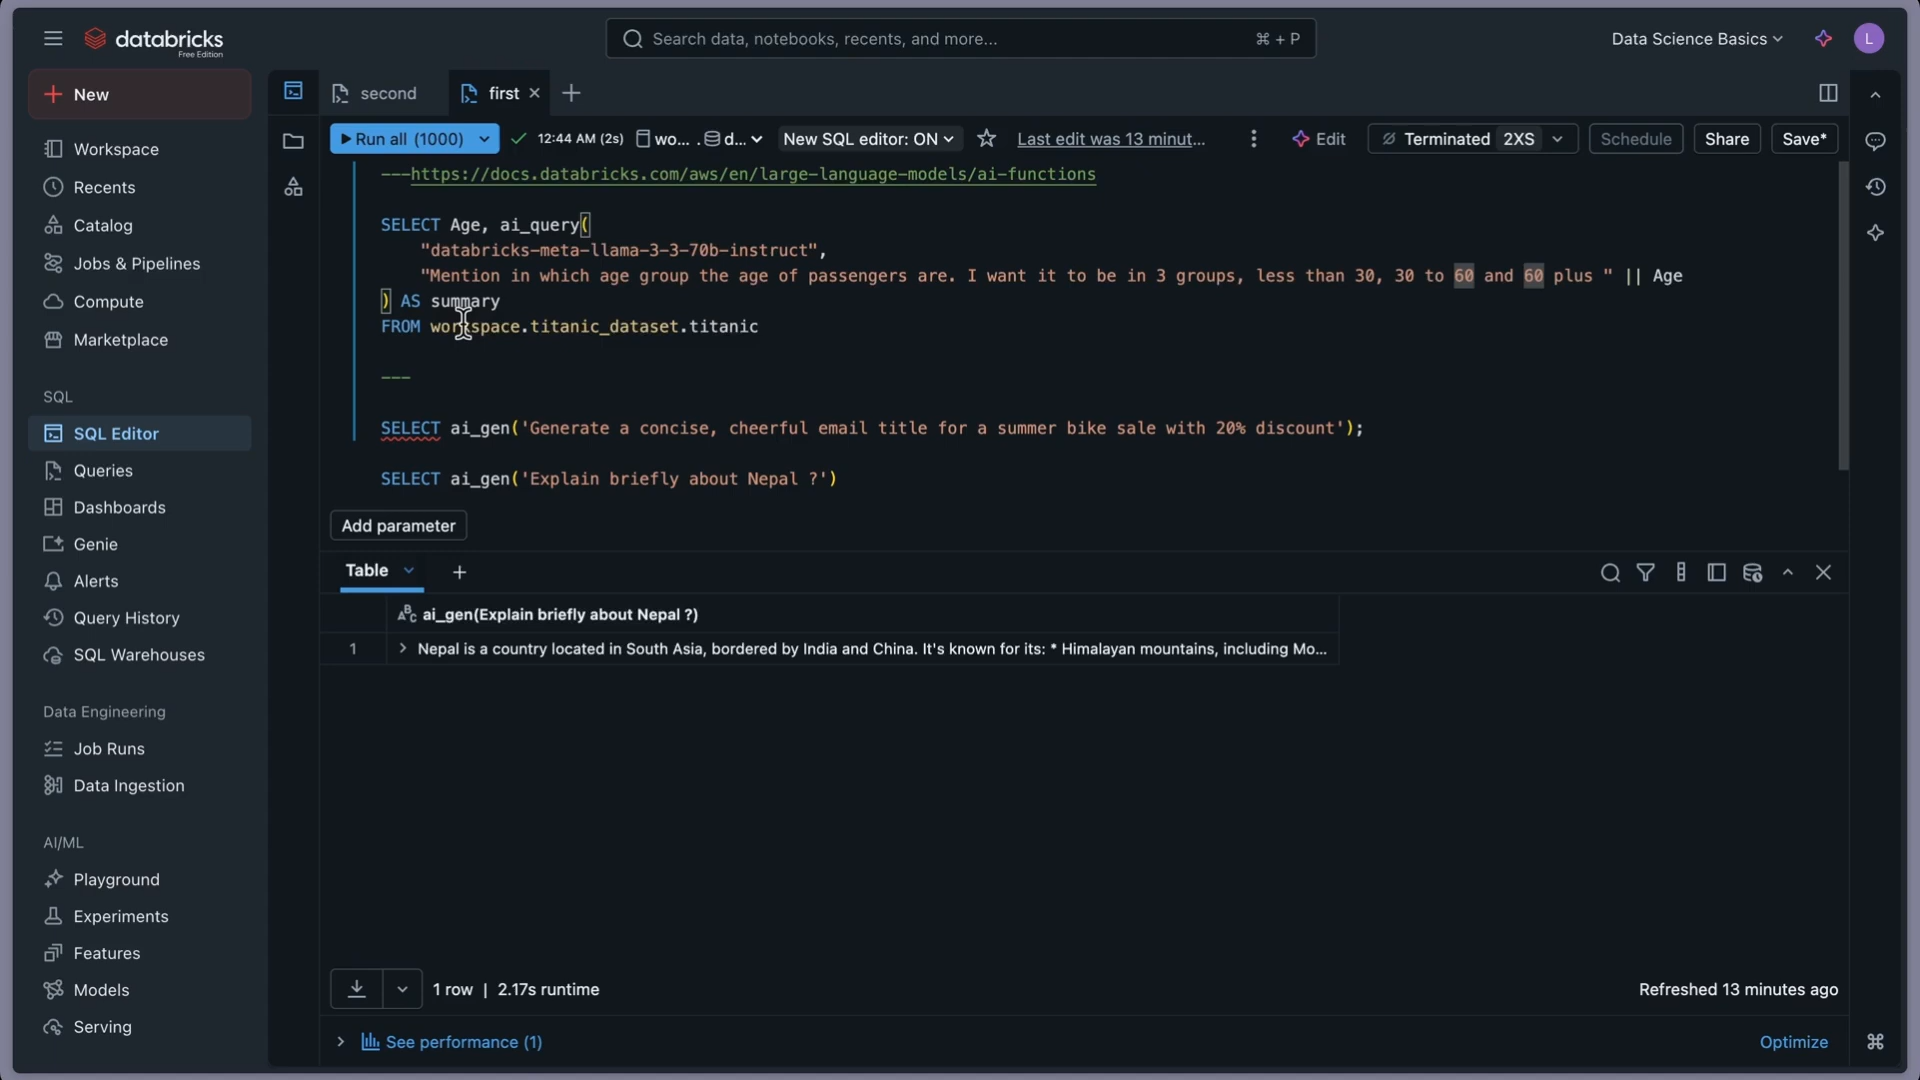 databricks
Free Edition
Search data, notebooks, recents, and more...
⌘ + P
Data Science Basics
L
New
Workspace
Recents
Catalog
Jobs & Pipelines
Compute
Marketplace
SQL
SQL Editor
Queries
Dashboards
Genie
Alerts
Query History
SQL Warehouses
Data Engineering
Job Runs
Data Ingestion
AI/ML
Playground
Experiments
Features
Models
Serving
second
first
Run all (1000)
12:44 AM (2s)
wo... . d...
New SQL editor: ON
Last edit was 13 minut...
Edit
Terminated 2XS
Schedule
Share
Save*
---https://docs.databricks.com/aws/en/large-language-models/ai-functions
SELECT Age, ai_query(
"databricks-meta-llama-3-3-70b-instruct",
"Mention in which age group the age of passengers are. I want it to be in 3 groups, less than 30, 30 to 60 and 60 plus " || Age
) AS summary
FROM workspace.titanic_dataset.titanic
---
SELECT ai_gen('Generate a concise, cheerful email title for a summer bike sale with 20% discount');
SELECT ai_gen('Explain briefly about Nepal ?')
Add parameter
Table
ai_gen(Explain briefly about Nepal ?)
1
Nepal is a country located in South Asia, bordered by India and China. It's known for its: * Himalayan mountains, including Mo...
1 row | 2.17s runtime
Refreshed 13 minutes ago
See performance (1)
Optimize